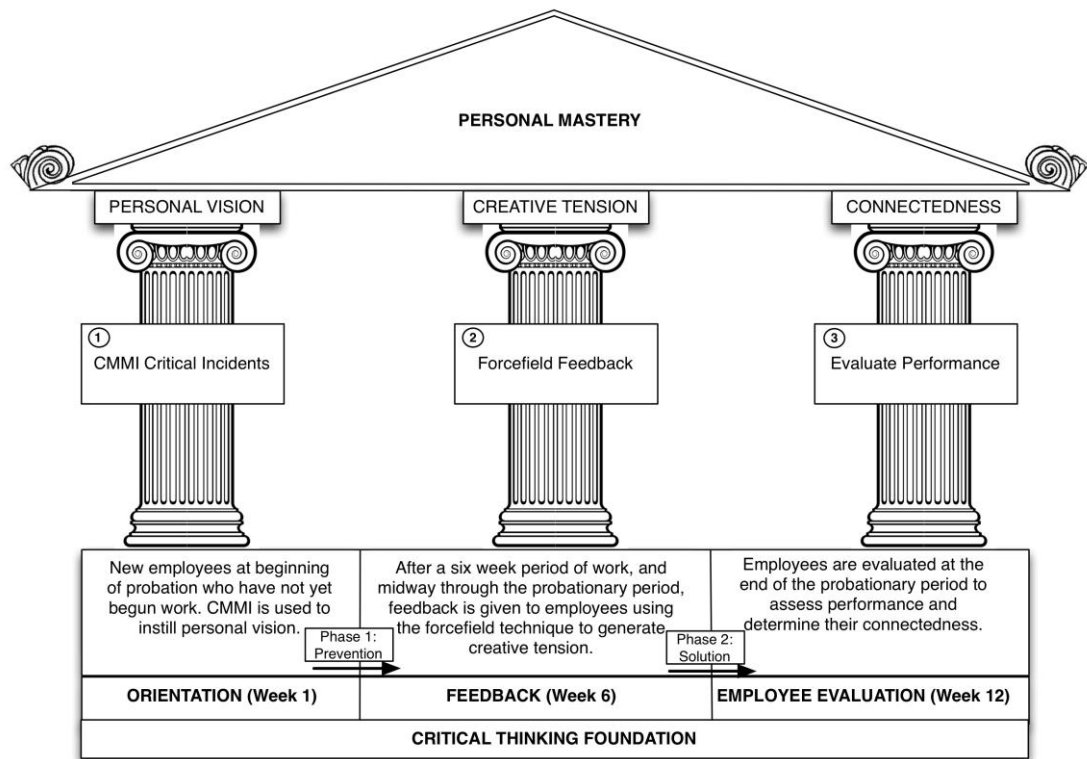 PERSONAL MASTERY
PERSONAL VISION
CREATIVE TENSION
CONNECTEDNESS
1
CMMI Critical Incidents
2
Forcefield Feedback
3
Evaluate Performance
New employees at beginning
of probation who have not yet
begun work. CMMI is used to
instill personal vision.
Phase 1:
Prevention
After a six week period of work, and
midway through the probationary period,
feedback is given to employees using
the forcefield technique to generate
creative tension.
Phase 2:
Solution
Employees are evaluated at the
end of the probationary period to
assess performance and
determine their connectedness.
ORIENTATION (Week 1)
FEEDBACK (Week 6)
EMPLOYEE EVALUATION (Week 12)
CRITICAL THINKING FOUNDATION